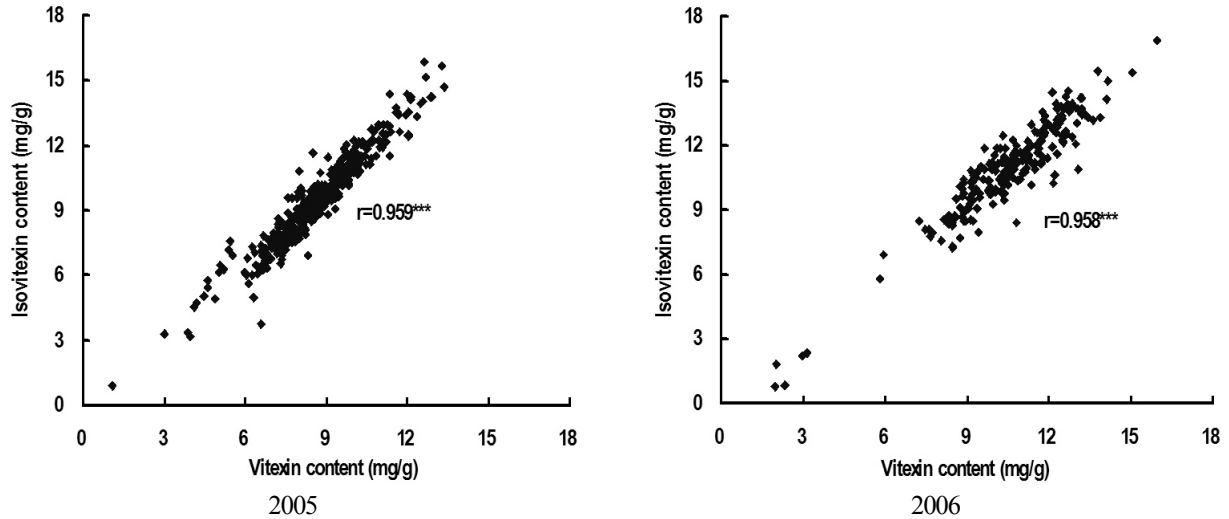 18
15
12
9
6
3
0
Isovitexin content (mg/g)
r=0.959***
0 3 6 9 12 15 18
Vitexin content (mg/g)
2005
18
15
12
9
6
3
0
Isovitexin content (mg/g)
r=0.958***
0 3 6 9 12 15 18
Vitexin content (mg/g)
2006